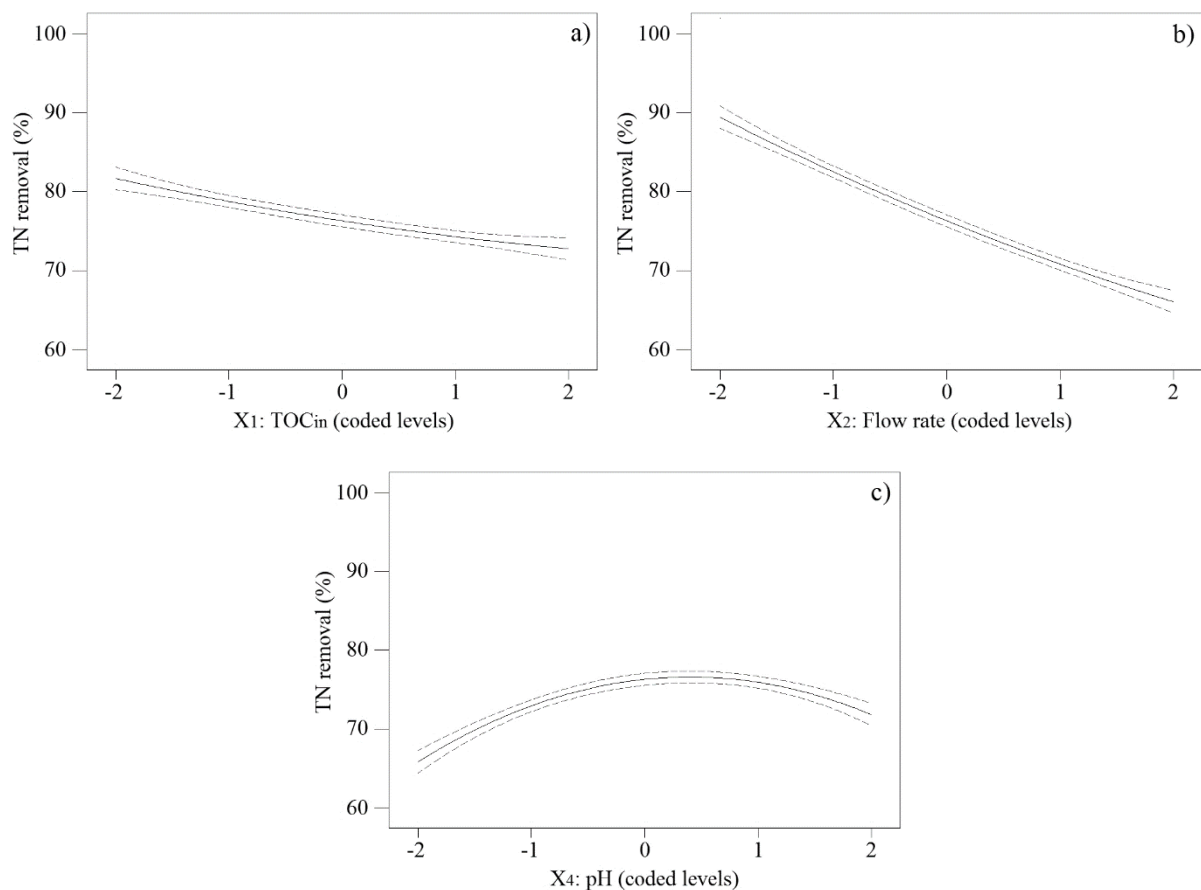 a)
100
90
80
70
60
TN removal (%)
-2 -1 0 1 2
X1: TOCin (coded levels)
b)
100
90
80
70
60
TN removal (%)
-2 -1 0 1 2
X2: Flow rate (coded levels)
c)
100
90
80
70
60
TN removal (%)
-2 -1 0 1 2
X4: pH (coded levels)